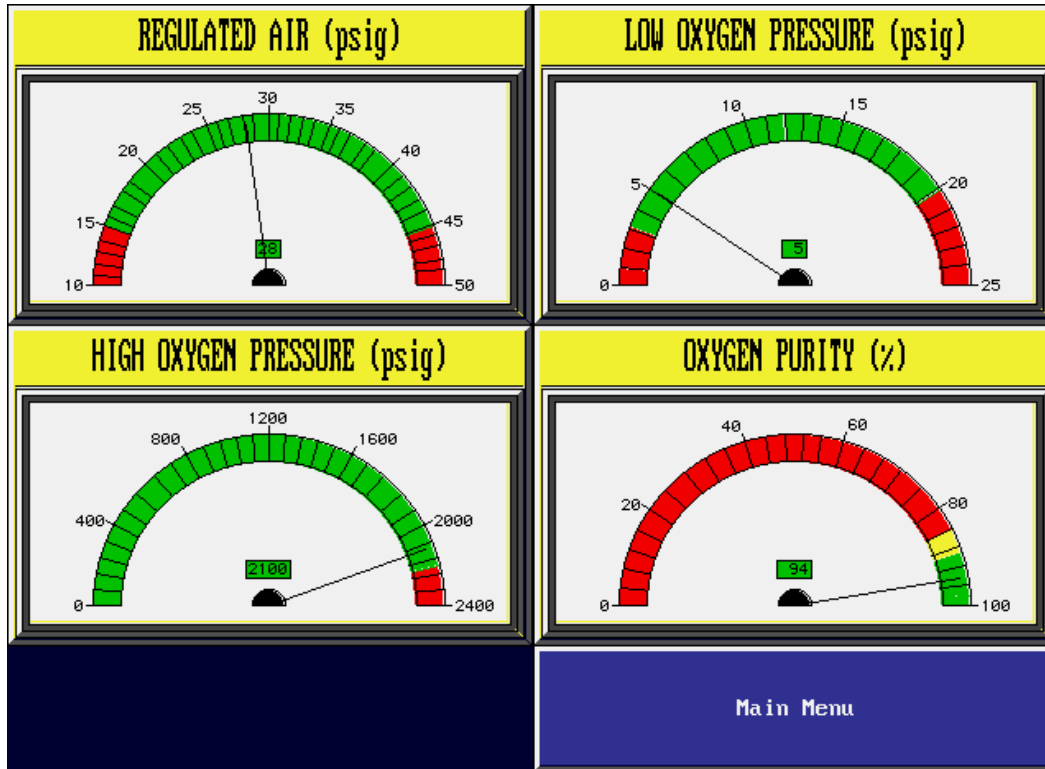 REGULATED AIR (psig)
10 15 20 25 30 35 40 45 50
28
LOW OXYGEN PRESSURE (psig)
0 5 10 15 20 25
5
HIGH OXYGEN PRESSURE (psig)
0 400 800 1200 1600 2000 2400
2100
OXYGEN PURITY (%)
0 20 40 60 80 100
94
Main Menu